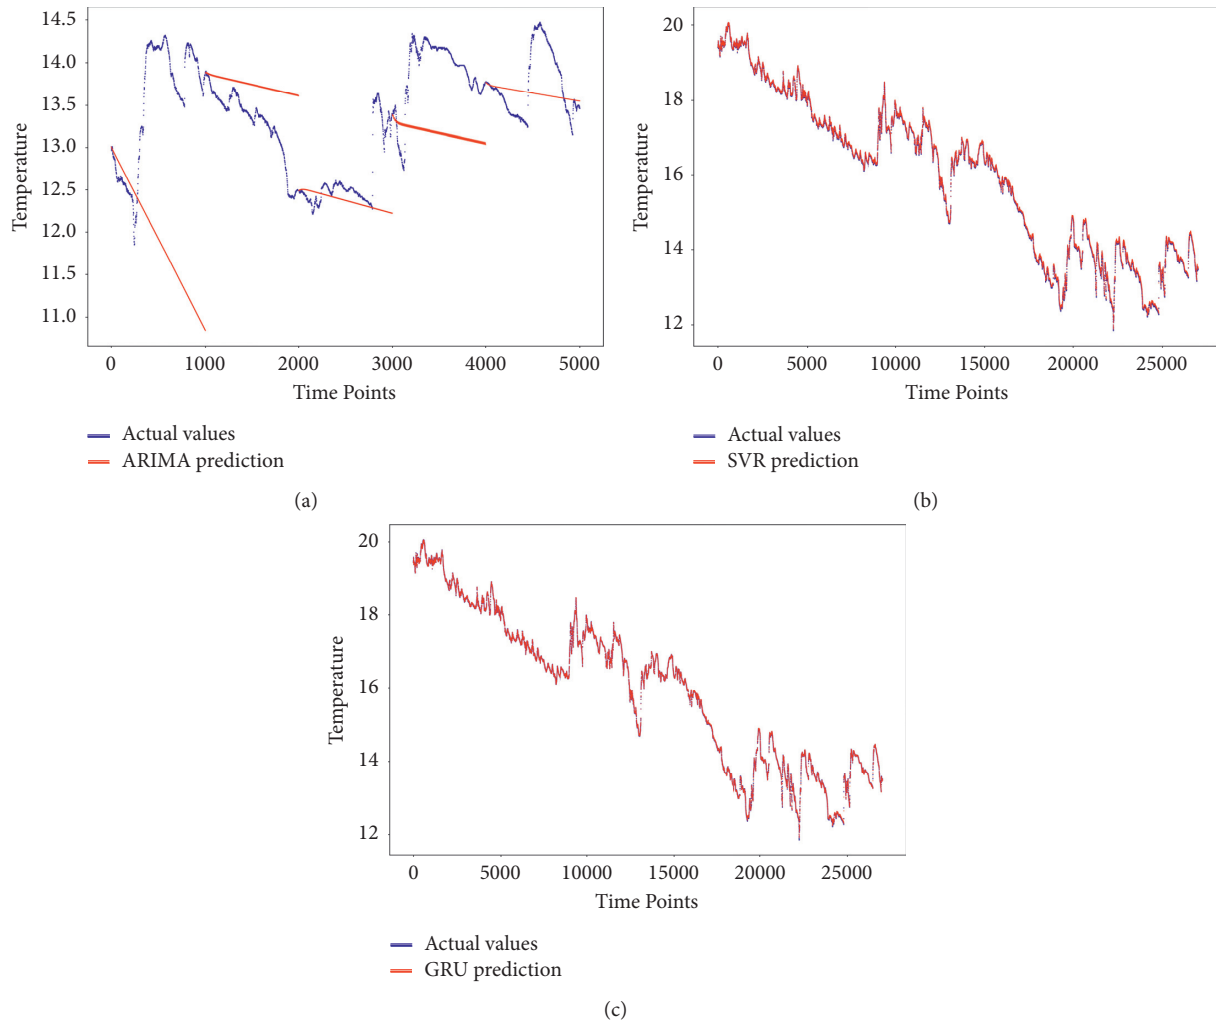 14.5
14.0
13.5
13.0
12.5
12.0
11.5
11.0
Temperature
0 1000 2000 3000 4000 5000
Time Points
Actual values
ARIMA prediction
(a)
20
18
16
14
12
Temperature
0 5000 10000 15000 20000 25000
Time Points
Actual values
SVR prediction
(b)
20
18
16
14
12
Temperature
0 5000 10000 15000 20000 25000
Time Points
Actual values
GRU prediction
(c)